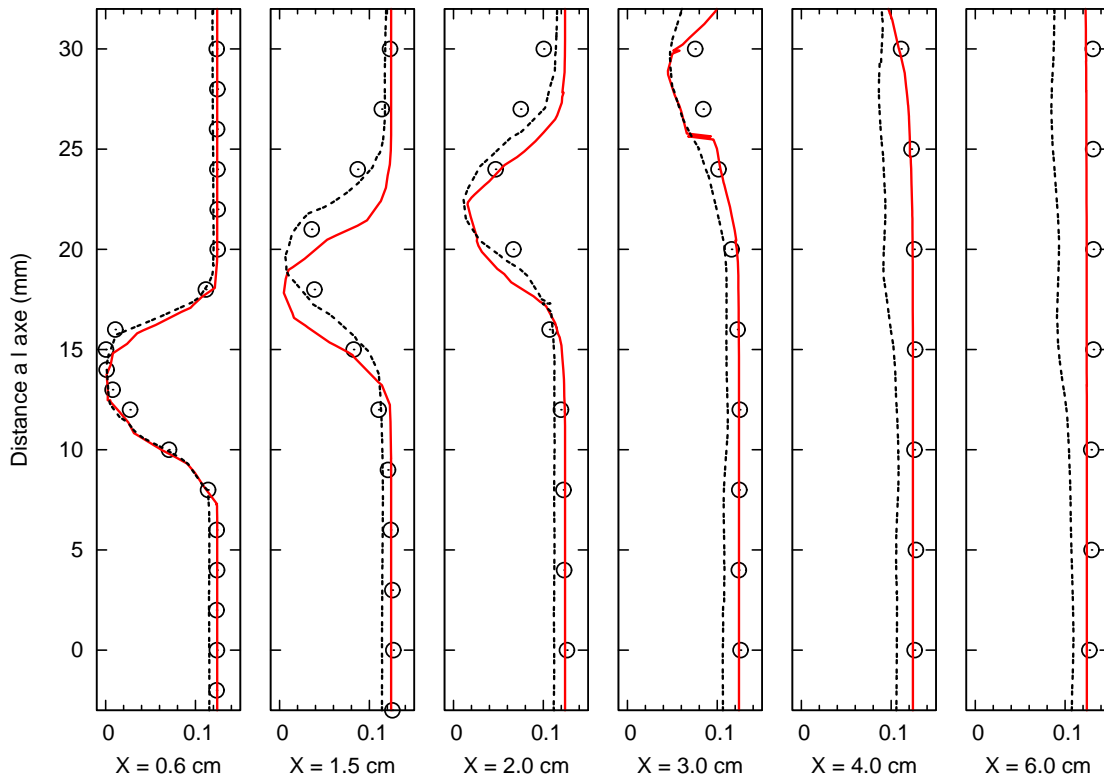 30
25
20
15
10
5
0
Distance a l axe (mm)
0 0.1 0 0.1 0 0.1 0 0.1 0 0.1 0 0.1
X = 0.6 cm X = 1.5 cm X = 2.0 cm X = 3.0 cm X = 4.0 cm X = 6.0 cm